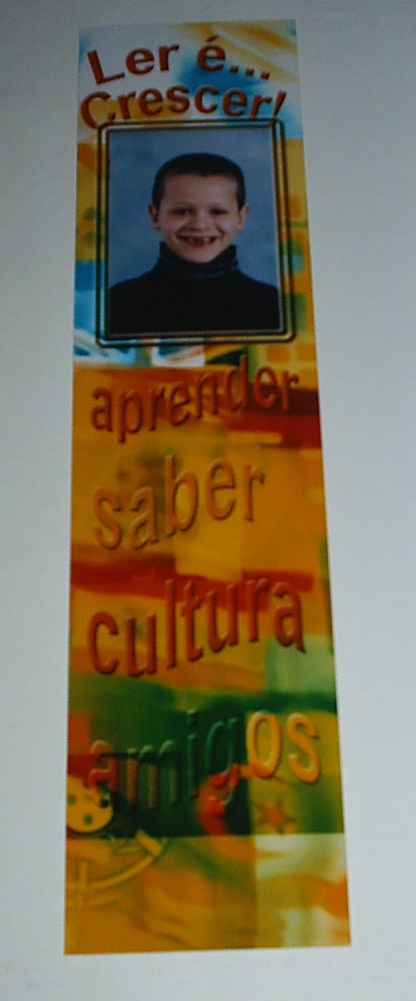 Ler é...
Crescer!
aprender
saber
cultura
amigos